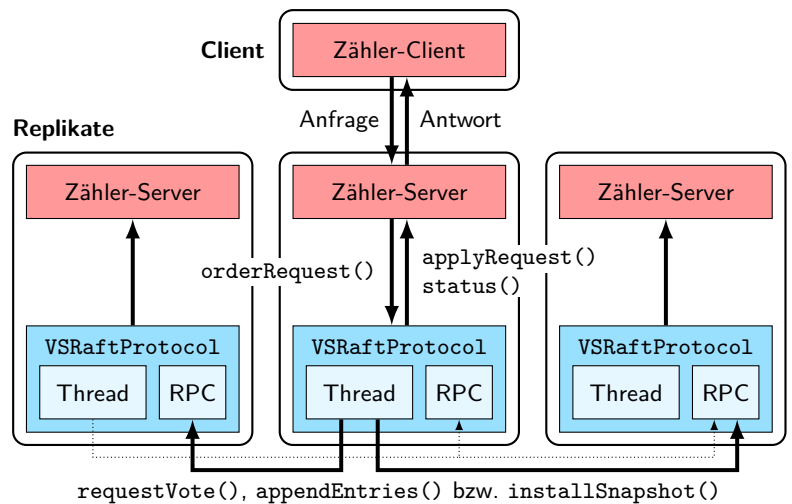 Client
Zähler-Client
Anfrage
Antwort
Replikate
Zähler-Server
Zähler-Server
Zähler-Server
orderRequest()
applyRequest()
status()
VSRaftProtocol
VSRaftProtocol
VSRaftProtocol
Thread
RPC
Thread
RPC
Thread
RPC
requestVote(), appendEntries() bzw. installSnapshot()